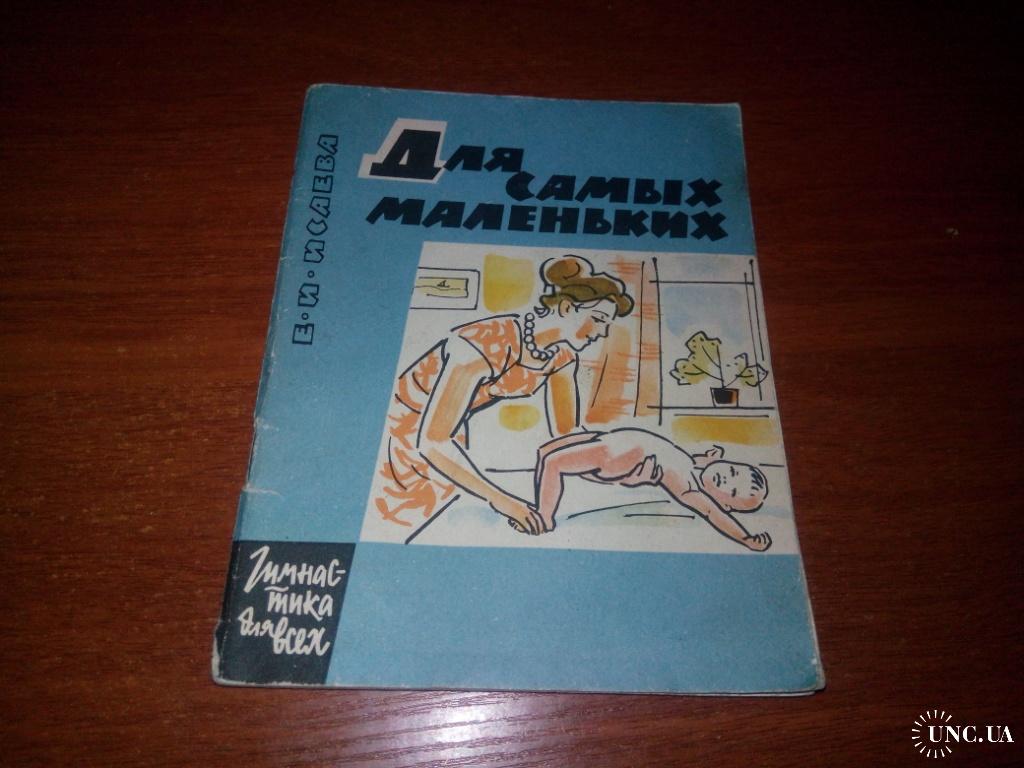 Е·И·ИСАЕВА
Для
САМЫХ
МАЛЕНЬКИХ
Гимнас-
тика
для
всех
UNC.UA